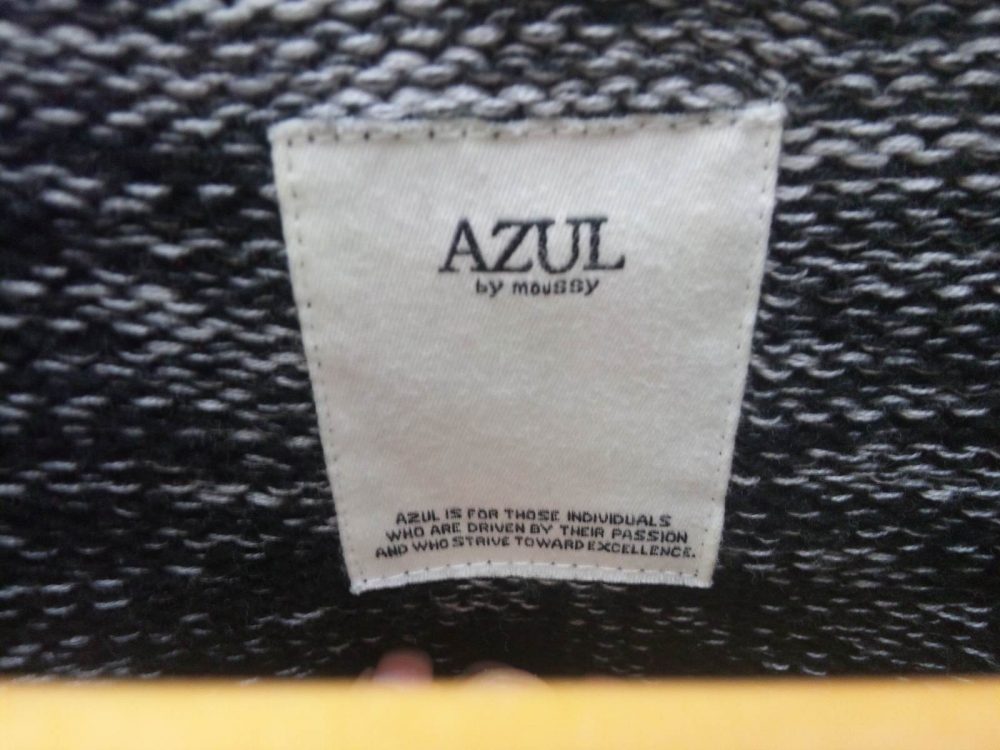 AZUL
by moussy
AZUL IS FOR THOSE INDIVIDUALS
WHO ARE DRIVEN BY THEIR PASSION
AND WHO STRIVE TOWARD EXCELLENCE.